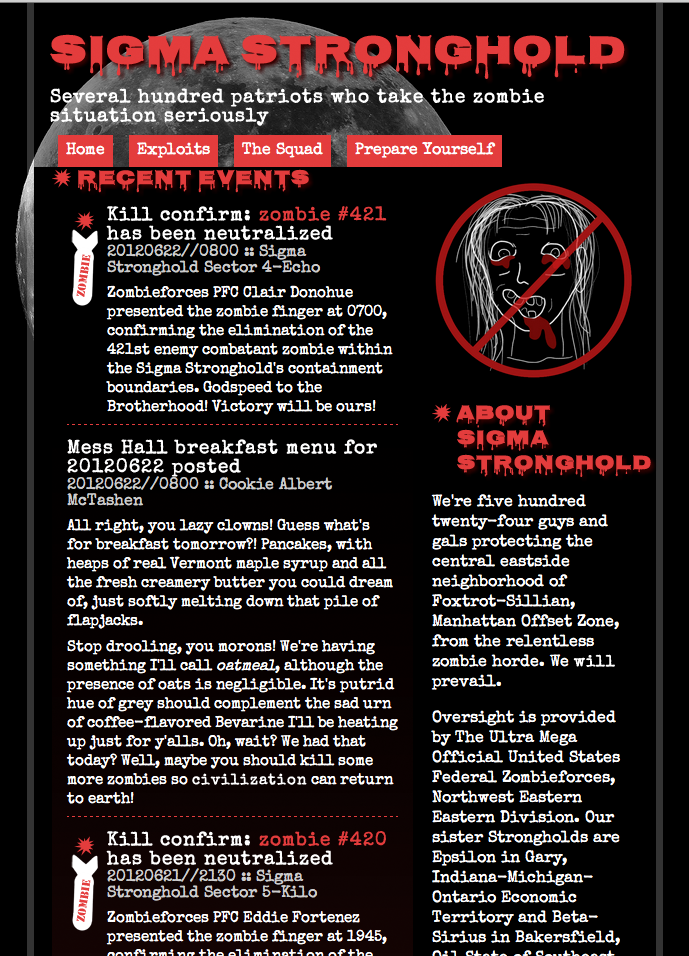 SIGMA STRONGHOLD
Several hundred patriots who take the zombie
situation seriously
Home Exploits The Squad Prepare Yourself
RECENT EVENTS
Kill confirm: zombie #421
has been neutralized
20120622//0800 :: Sigma
Stronghold Sector 4-Echo
ZOMBIE
Zombieforces PFC Clair Donohue
presented the zombie finger at 0700,
confirming the elimination of the
421st enemy combatant zombie within
the Sigma Stronghold's containment
boundaries. Godspeed to the
Brotherhood! Victory will be ours!
Mess Hall breakfast menu for
20120622 posted
20120622//0800 :: Cookie Albert
McTashen
All right, you lazy clowns! Guess what's
for breakfast tomorrow?! Pancakes, with
heaps of real Vermont maple syrup and all
the fresh creamery butter you could dream
of, just softly melting down that pile of
flapjacks.
Stop drooling, you morons! We're having
something I'll call oatmeal, although the
presence of oats is negligible. It's putrid
hue of grey should complement the sad urn
of coffee-flavored Bevarine I'll be heating
up just for y'alls. Oh, wait? We had that
today? Well, maybe you should kill some
more zombies so civilization can return
to earth!
Kill confirm: zombie #420
has been neutralized
20120621//2130 :: Sigma
Stronghold Sector 5-Kilo
ZOMBIE
Zombieforces PFC Eddie Fortenez
presented the zombie finger at 1945,
confirming the elimination of the
ABOUT
SIGMA
STRONGHOLD
We're five hundred
twenty-four guys and
gals protecting the
central eastside
neighborhood of
Foxtrot-Sillian,
Manhattan Offset Zone,
from the relentless
zombie horde. We will
prevail.
Oversight is provided
by The Ultra Mega
Official United States
Federal Zombieforces,
Northwest Eastern
Eastern Division. Our
sister Strongholds are
Epsilon in Gary,
Indiana-Michigan-
Ontario Economic
Territory and Beta-
Sirius in Bakersfield,
Oil State of Southeast